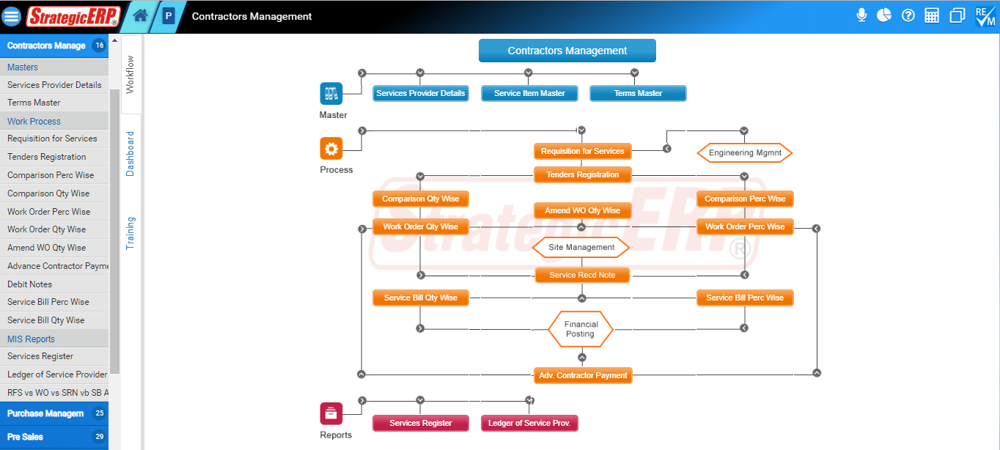 StrategicERP®
P
Contractors Management
RE
M
Contractors Manage 16
Masters
Services Provider Details
Terms Master
Work Process
Requisition for Services
Tenders Registration
Comparison Perc Wise
Comparison Qty Wise
Work Order Perc Wise
Work Order Qty Wise
Amend WO Qty Wise
Advance Contractor Payme
Debit Notes
Service Bill Perc Wise
Service Bill Qty Wise
MIS Reports
Services Register
Ledger of Service Provider
RFS vs WO vs SRN vb SB A
Purchase Managem 25
Pre Sales 29
Workflow
Dashboard
Training
Contractors Management
Services Provider Details
Service Item Master
Terms Master
Master
Requisition for Services
Engineering Mgmnt
Process
Tenders Registration
StrategicERP®
Comparison Qty Wise
Comparison Perc Wise
Amend WO Qty Wise
Work Order Qty Wise
Work Order Perc Wise
Site Management
Service Recd Note
Service Bill Qty Wise
Service Bill Perc Wise
Financial
Posting
Adv. Contractor Payment
Services Register
Ledger of Service Prov.
Reports